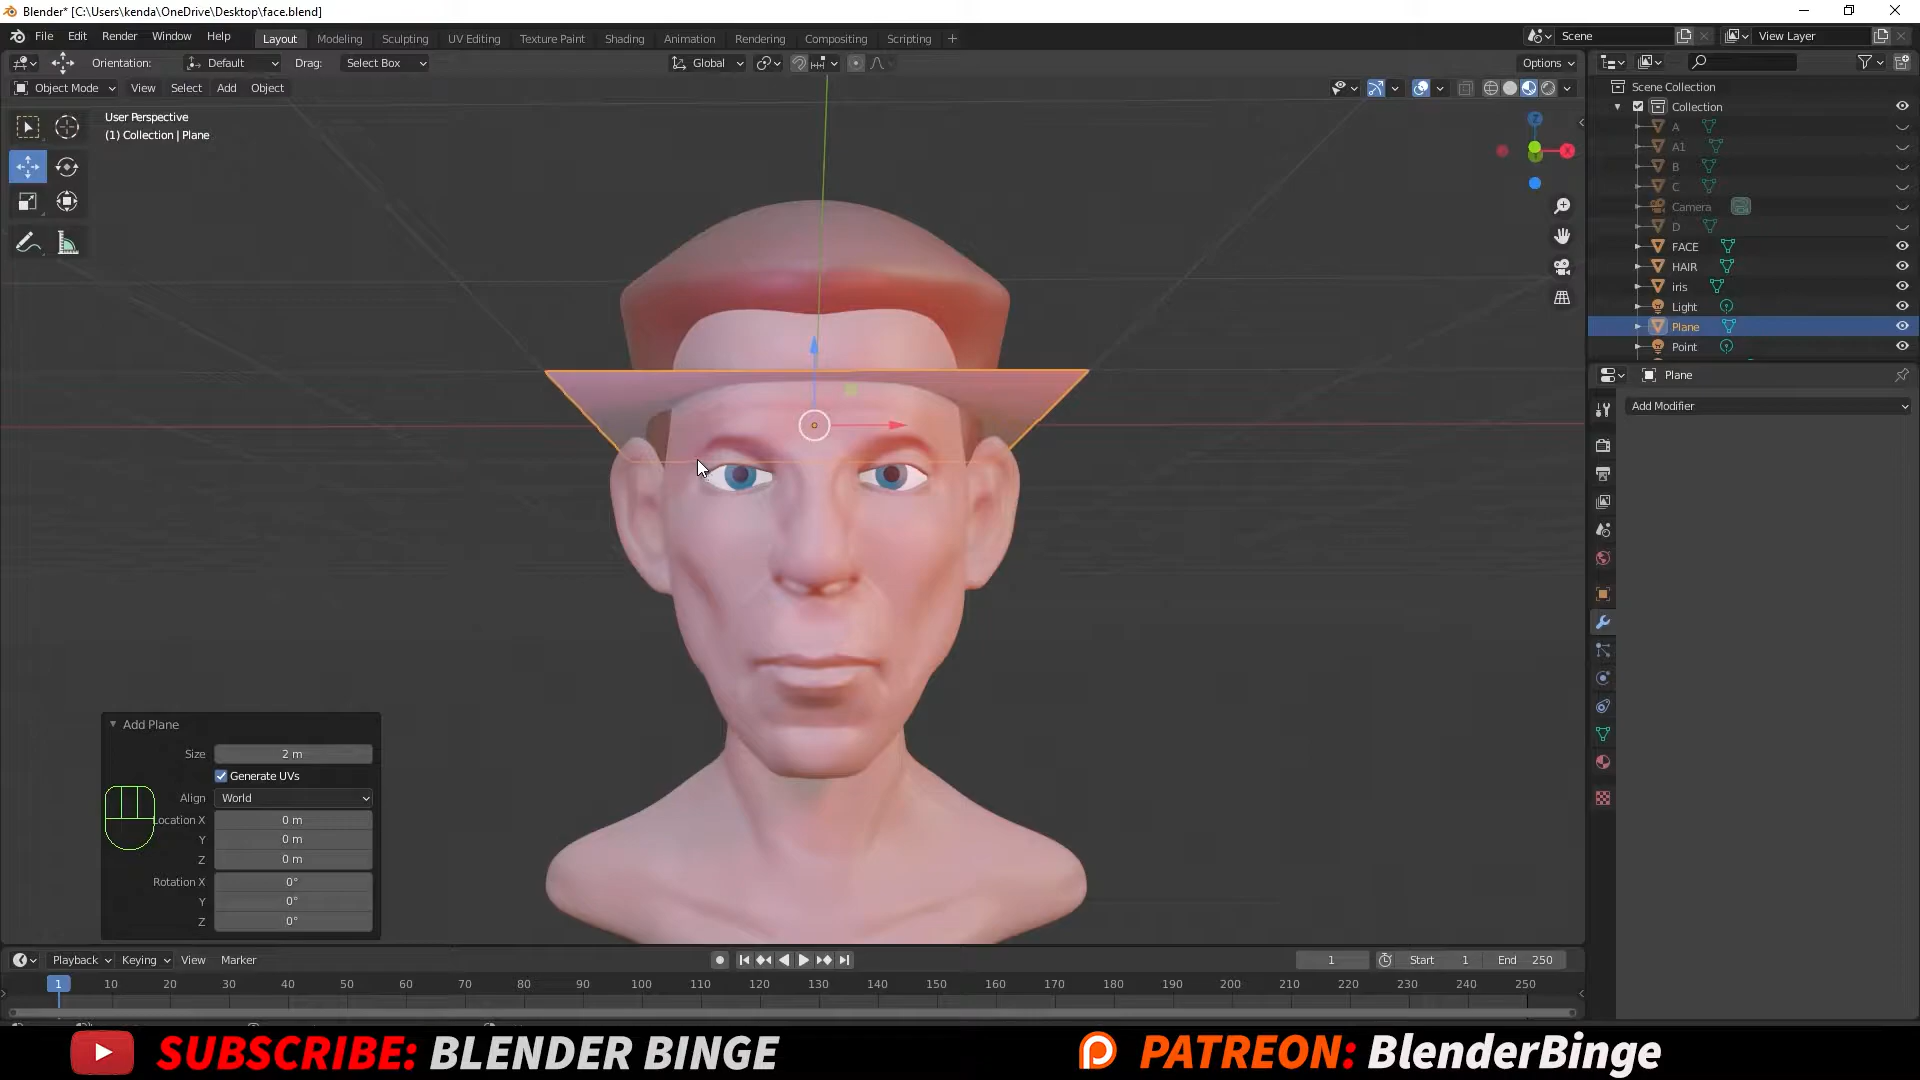 Blender* [C:\Users\kenda\OneDrive\Desktop\face.blend]
File Edit Render Window Help
Layout Modeling Sculpting UV Editing Texture Paint Shading Animation Rendering Compositing Scripting
Scene View Layer
Orientation: Default Drag: Select Box Global Options
Object Mode View Select Add Object
User Perspective
(1) Collection | Plane
Scene Collection
Collection
A
A1
B
C
Camera
D
FACE
HAIR
iris
Light
Plane
Point
Plane
Add Modifier
Z
X
Add Plane
Size 2 m
Generate UVs
Align World
Location X 0 m
Y 0 m
Z 0 m
Rotation X 0°
Y 0°
Z 0°
Playback Keying View Marker
1 Start 1 End 250
1 10 20 30 40 50 60 70 80 90 100 110 120 130 140 150 160 170 180 190 200 210 220 230 240 250
SUBSCRIBE: BLENDER BINGE
PATREON: BlenderBinge